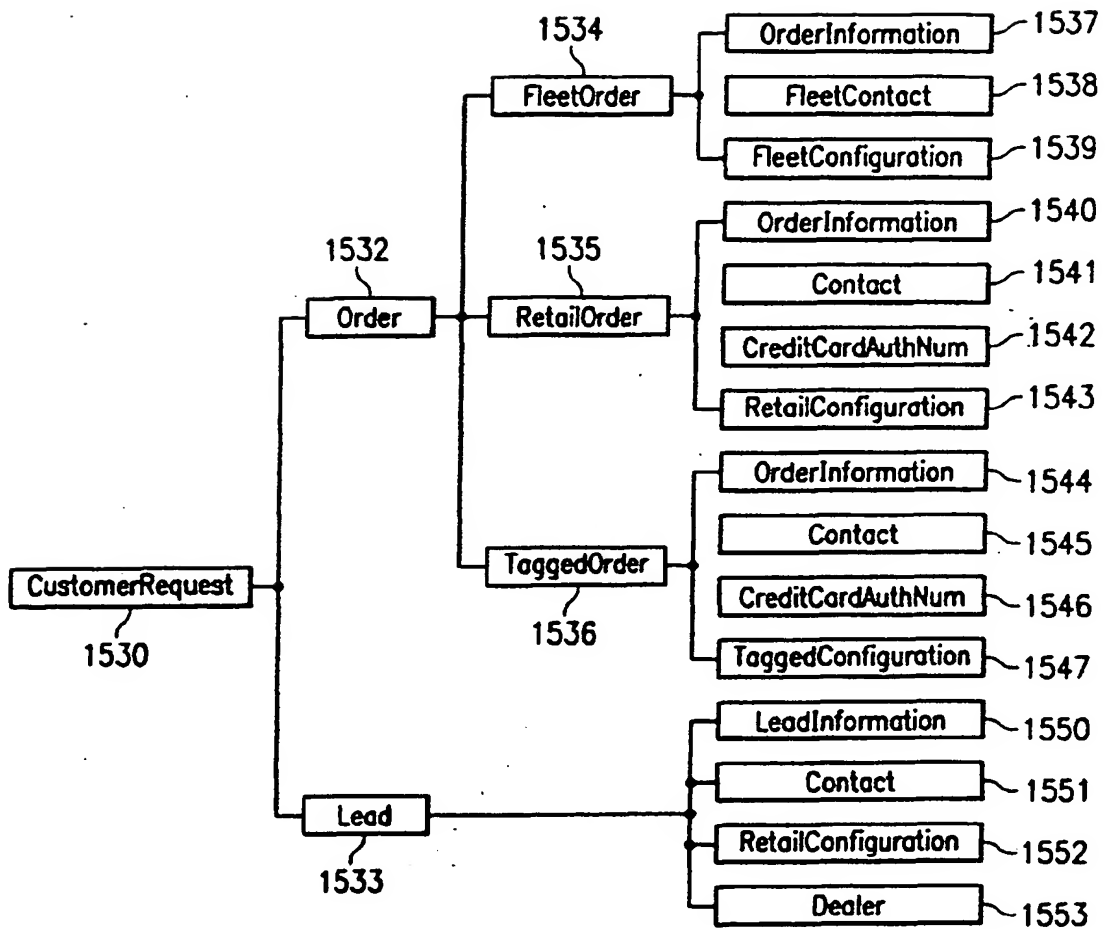 1534
FleetOrder
OrderInformation
1537
FleetContact
1538
FleetConfiguration
1539
1532
Order
1535
RetailOrder
OrderInformation
1540
Contact
1541
CreditCardAuthNum
1542
RetailConfiguration
1543
TaggedOrder
1536
OrderInformation
1544
Contact
1545
CreditCardAuthNum
1546
TaggedConfiguration
1547
CustomerRequest
1530
Lead
1533
LeadInformation
1550
Contact
1551
RetailConfiguration
1552
Dealer
1553